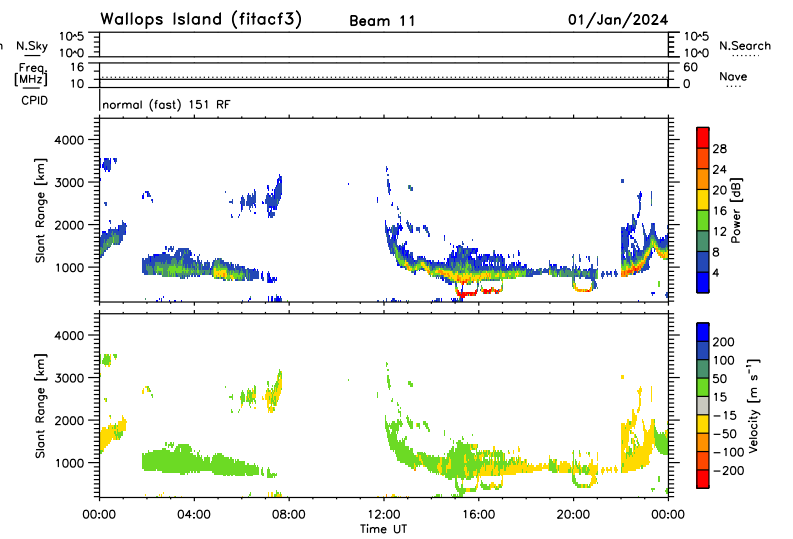 Wallops Island (fitacf3) Beam 11 01/Jan/2024
n N.Sky 10^5 10^0 10^5 10^0 N.Search
Freq. [MHz] 16 10 60 0 Nave
CPID normal (fast) 151 RF
Slant Range [km]
4000
3000
2000
1000
28
24
20
16
12
8
4
Power [dB]
Slant Range [km]
4000
3000
2000
1000
200
100
50
15
-15
-50
-100
-200
Velocity [m s⁻¹]
00:00 04:00 08:00 12:00 16:00 20:00 00:00
Time UT